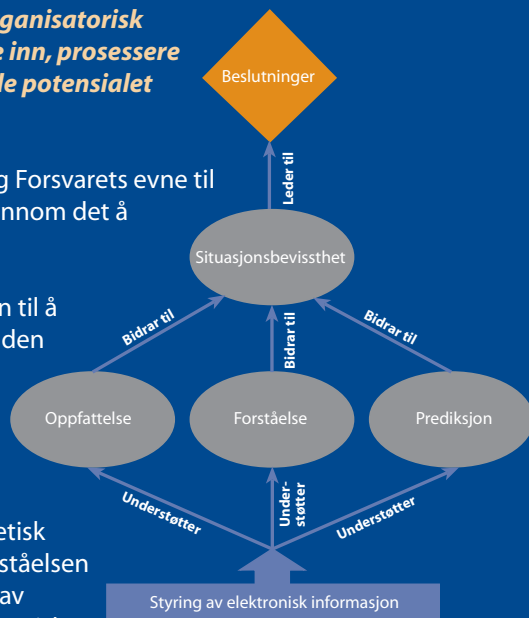 ganisatorisk
e inn, prosessere
le potensialet
g Forsvarets evne til
ennom det å
n til å
den
etisk
ståelsen
av
Beslutninger
Leder til
Situasjonsbevissthet
Bidrar til
Bidrar til
Bidrar til
Oppfattelse
Forståelse
Prediksjon
Understøtter
Under-
støtter
Understøtter
Styring av elektronisk informasjon